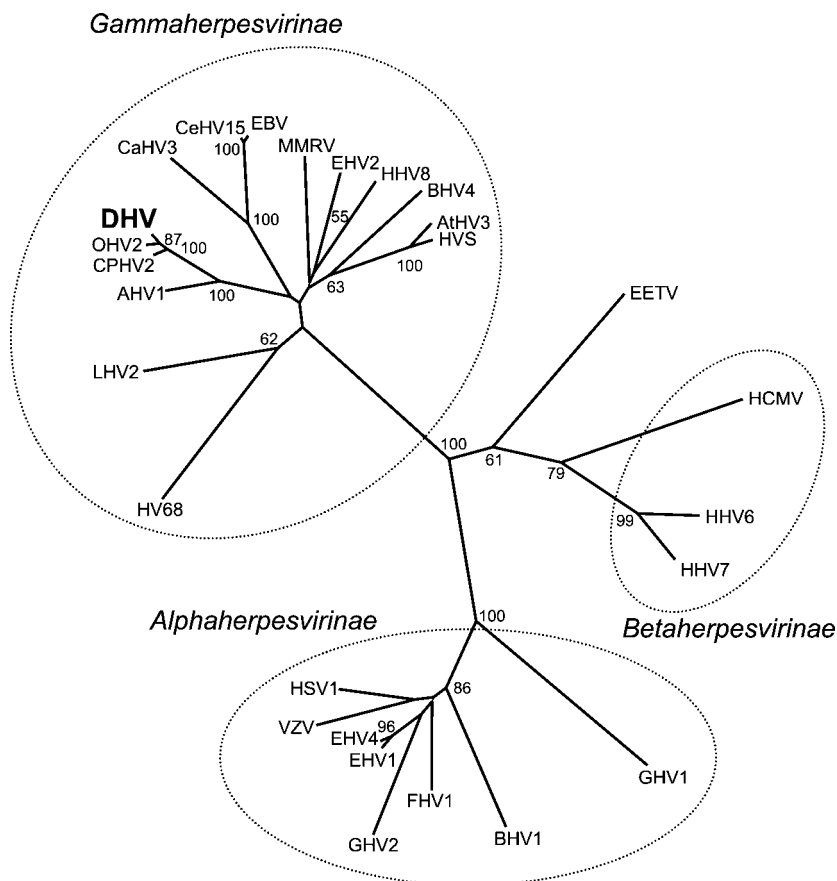 Gammaherpesvirinae
CeHV15 EBV
CaHV3
100
MMRV
EHV2
HHV8
BHV4
55
AtHV3
HVS
100
DHV
87 100
OHV2
CPHV2
100
AHV1
100
63
EETV
62
LHV2
HCMV
100
61
79
HV68
99
HHV6
HHV7
Alphaherpesvirinae
100
Betaherpesvirinae
HSV1
86
VZV
96
EHV4
EHV1
GHV1
FHV1
GHV2
BHV1